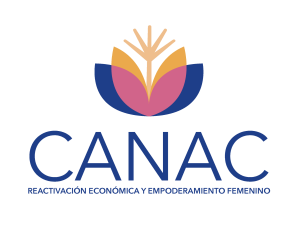 CANAC
REACTIVACIÓN ECONÓMICA Y EMPODERAMIENTO FEMENINO